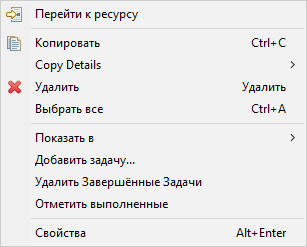 Перейти к ресурсу
Копировать Ctrl+C
Copy Details
Удалить Удалить
Выбрать все Ctrl+A
Показать в
Добавить задачу...
Удалить Завершённые Задачи
Отметить выполненные
Свойства Alt+Enter